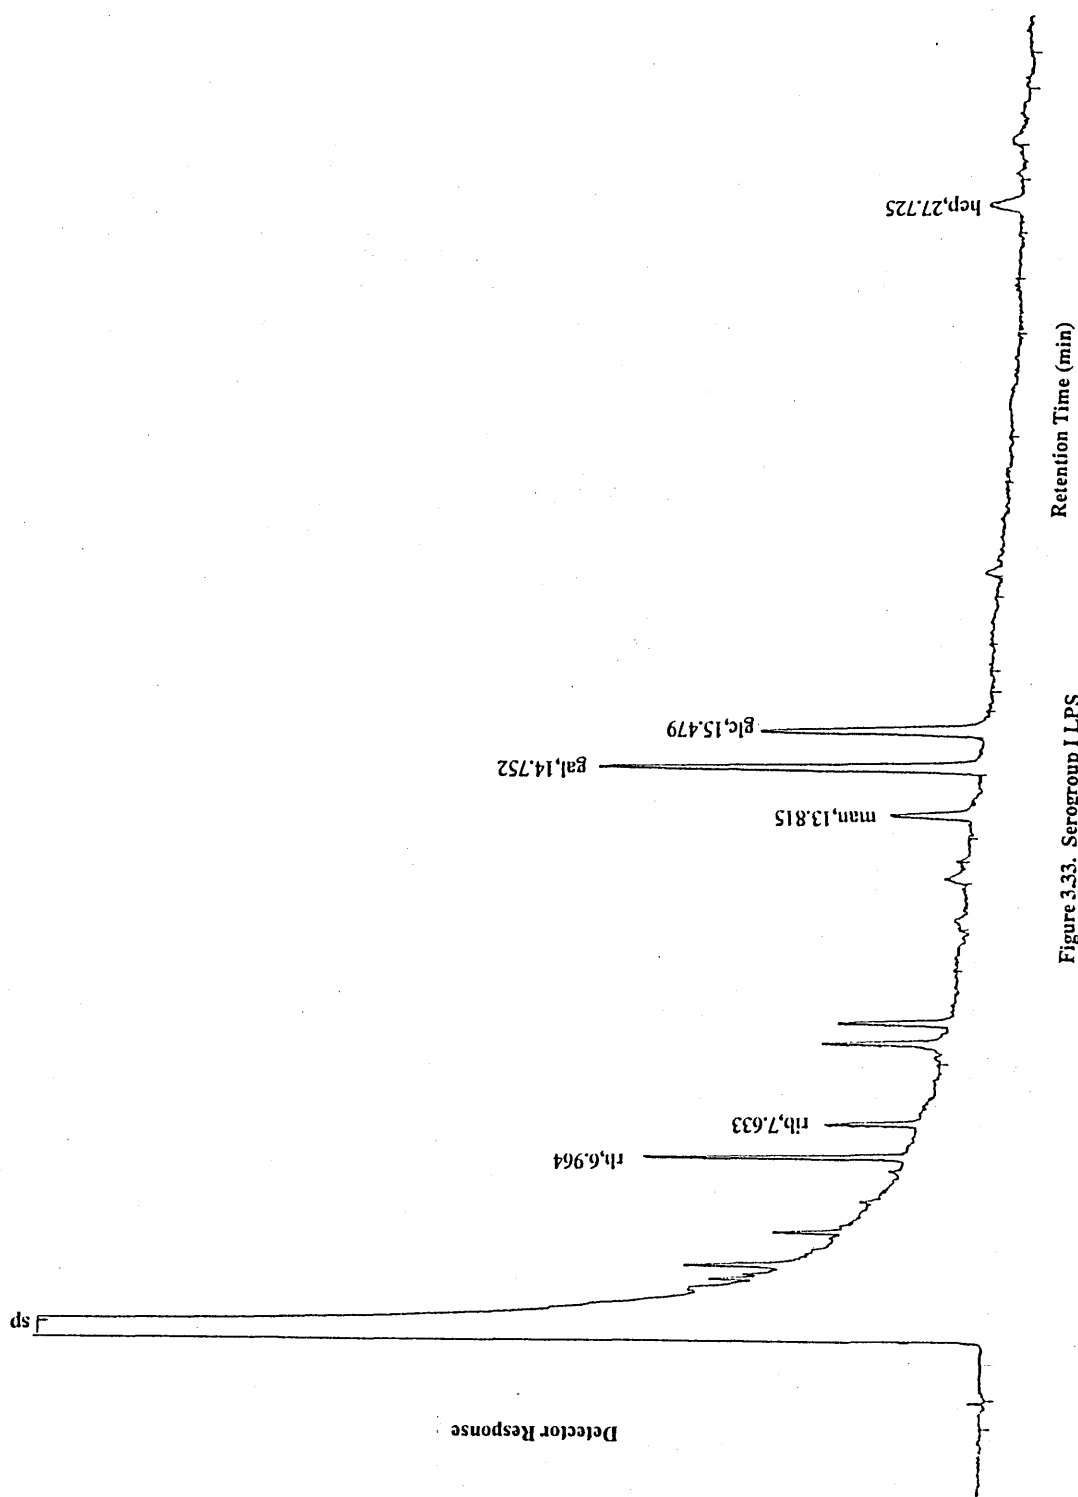 Detector Response
sp
rh,6.964
rib,7.633
man,13.815
gal,14.752
glc,15.479
hep,27.725
Retention Time (min)
Figure 3.33. Serogroup I LPS